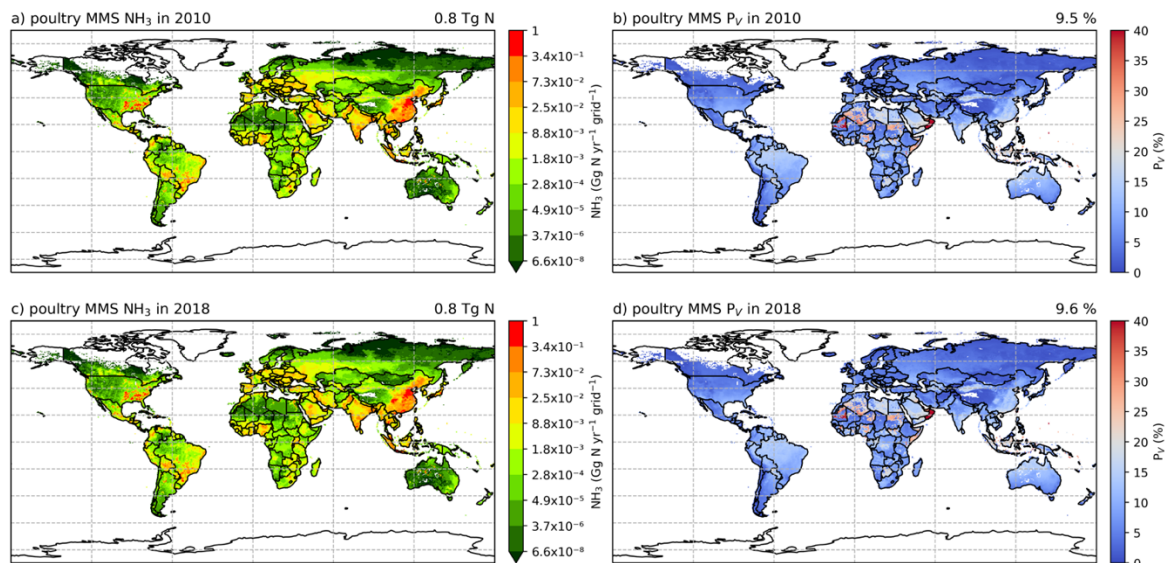 a) poultry MMS NH₃ in 2010 0.8 Tg N
1
3.4x10⁻¹
7.3x10⁻²
2.5x10⁻²
8.8x10⁻³
1.8x10⁻³
2.8x10⁻⁴
4.9x10⁻⁵
3.7x10⁻⁶
6.6x10⁻⁸
NH₃ (Gg N yr⁻¹ grid⁻¹)
b) poultry MMS Pᵥ in 2010 9.5 %
40
35
30
25
20
15
10
5
0
Pᵥ (%)
c) poultry MMS NH₃ in 2018 0.8 Tg N
1
3.4x10⁻¹
7.3x10⁻²
2.5x10⁻²
8.8x10⁻³
1.8x10⁻³
2.8x10⁻⁴
4.9x10⁻⁵
3.7x10⁻⁶
6.6x10⁻⁸
NH₃ (Gg N yr⁻¹ grid⁻¹)
d) poultry MMS Pᵥ in 2018 9.6 %
40
35
30
25
20
15
10
5
0
Pᵥ (%)